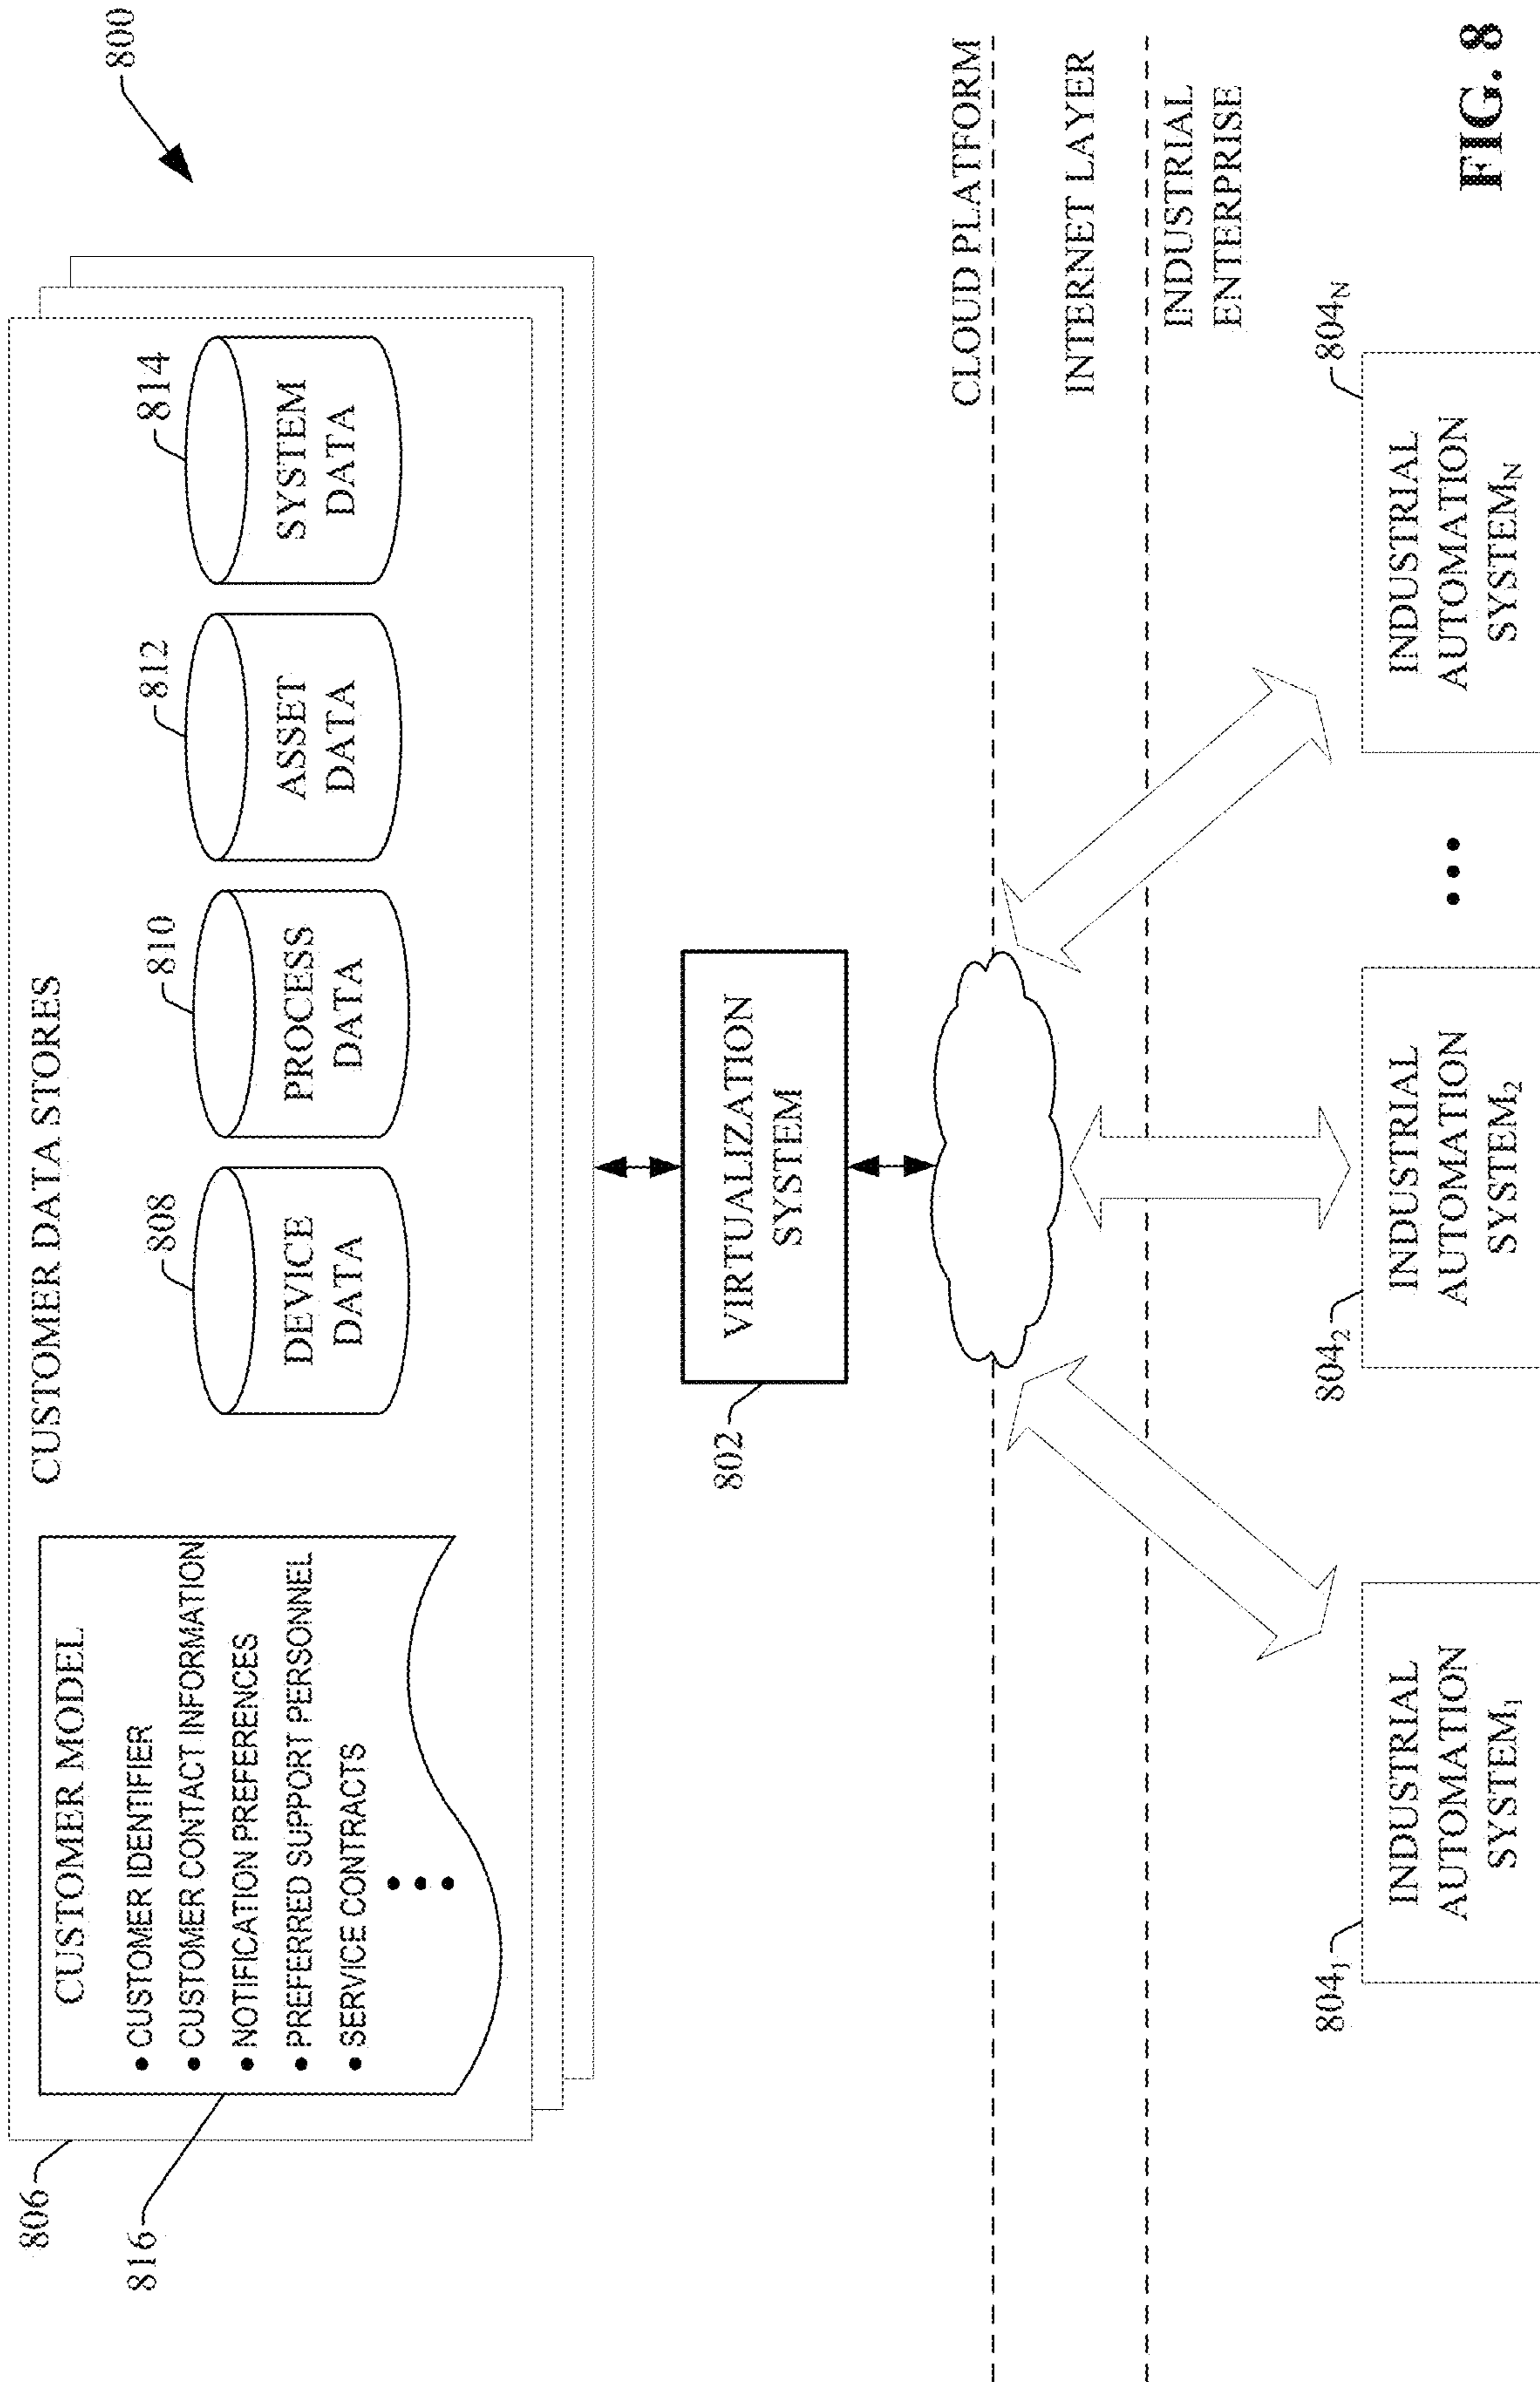 800
CUSTOMER DATA STORES
806
816
CUSTOMER MODEL
• CUSTOMER IDENTIFIER
• CUSTOMER CONTACT INFORMATION
• NOTIFICATION PREFERENCES
• PREFERRED SUPPORT PERSONNEL
• SERVICE CONTRACTS
808
DEVICE
DATA
810
PROCESS
DATA
812
ASSET
DATA
814
SYSTEM
DATA
802
VIRTUALIZATION
SYSTEM
CLOUD PLATFORM
INTERNET LAYER
INDUSTRIAL
ENTERPRISE
804₁
INDUSTRIAL
AUTOMATION
SYSTEM₁
804₂
INDUSTRIAL
AUTOMATION
SYSTEM₂
804N
INDUSTRIAL
AUTOMATION
SYSTEMN
FIG. 8